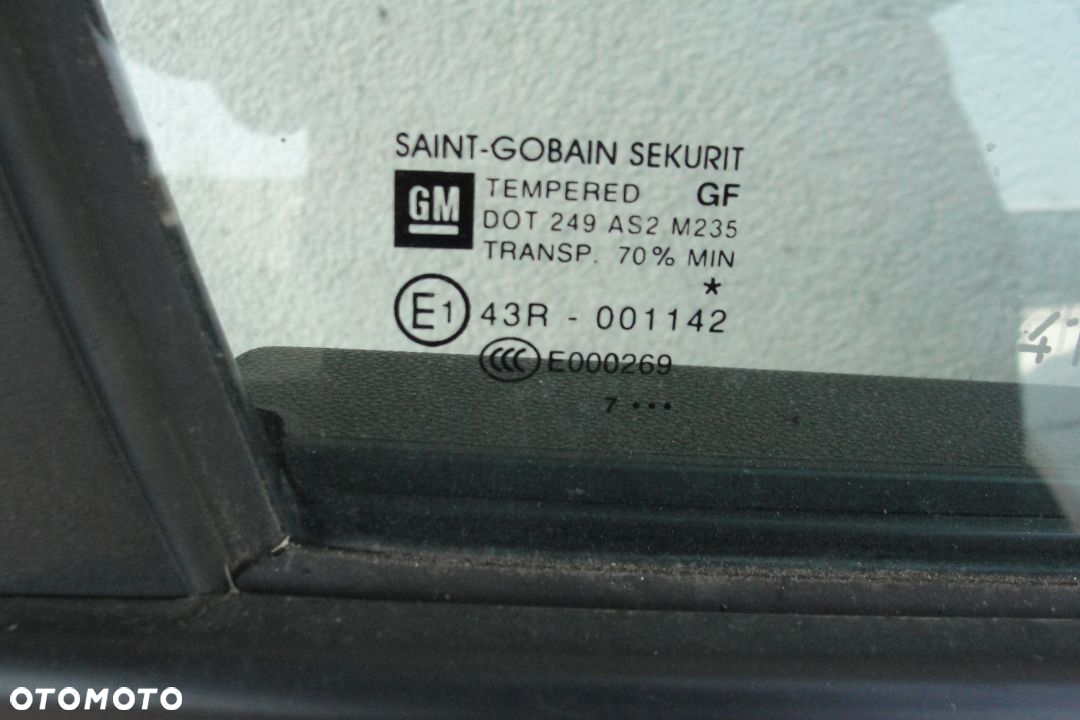 SAINT-GOBAIN SEKURIT
GM
TEMPERED GF
DOT 249 AS2 M235
TRANSP. 70% MIN
*
E1 43R - 001142
CCC E000269
7 •••
OTOMOTO